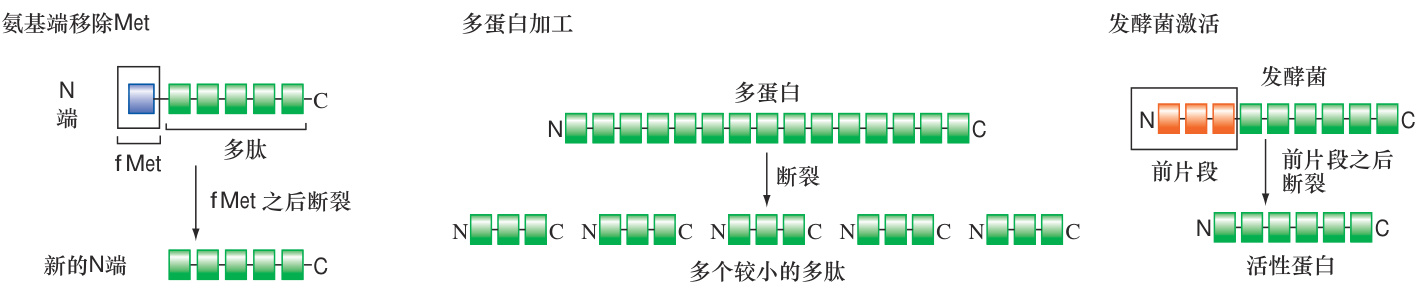 氨基端移除Met
N
端
C
多肽
fMet
fMet 之后断裂
新的N端
C
多蛋白加工
多蛋白
N
C
断裂
N
C
N
C
N
C
N
C
N
C
多个较小的多肽
发酵菌激活
发酵菌
N
C
前片段
前片段之后
断裂
N
C
活性蛋白